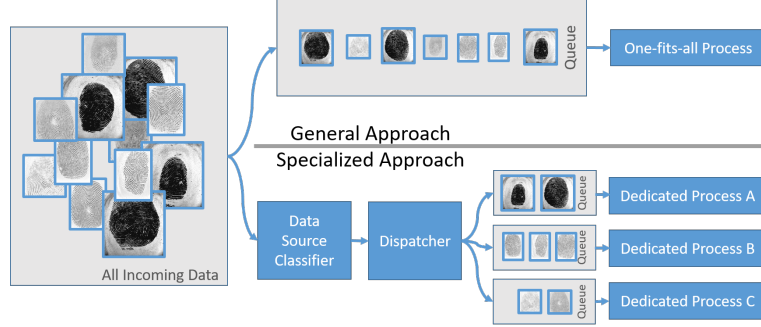 Queue
One-fits-all Process
General Approach
Specialized Approach
All Incoming Data
Data
Source
Classifier
Dispatcher
Queue
Dedicated Process A
Queue
Dedicated Process B
Queue
Dedicated Process C